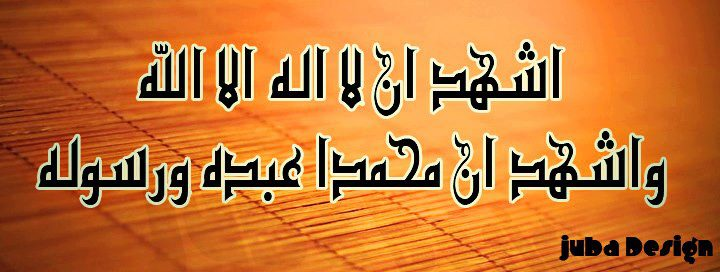 اشهد ان لا اله الا الله
واشهد ان محمدا عبده ورسوله
juba Design